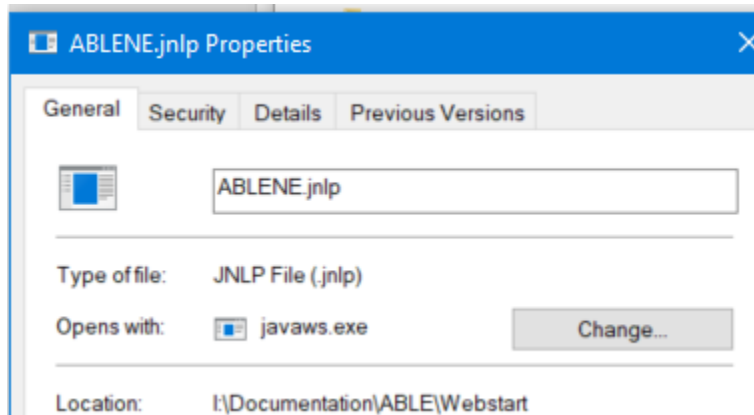 ABLENE.jnlp Properties
General Security Details Previous Versions
ABLENE.jnlp
Type of file: JNLP File (.jnlp)
Opens with: javaws.exe Change...
Location: I:\Documentation\ABLE\Webstart